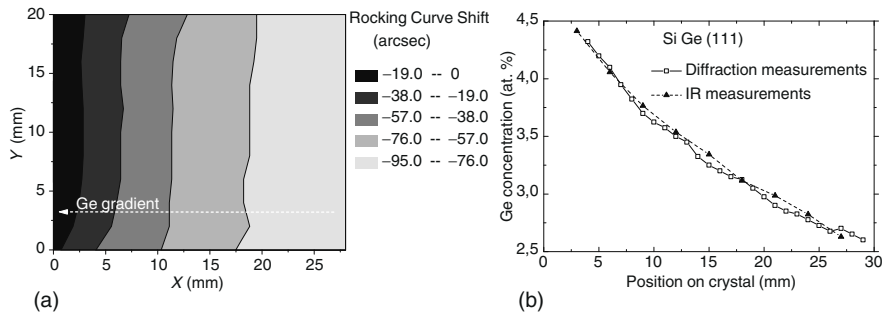 20
15
10
5
0
Y (mm)
0 5 10 15 20 25
X (mm)
Ge gradient
(a)
Rocking Curve Shift
(arcsec)
−19.0 -- 0
−38.0 -- −19.0
−57.0 -- −38.0
−76.0 -- −57.0
−95.0 -- −76.0
Si Ge (111)
Diffraction measurements
IR measurements
Ge concentration (at. %)
4,5
4,0
3,5
3,0
2,5
0 5 10 15 20 25 30
Position on crystal (mm)
(b)